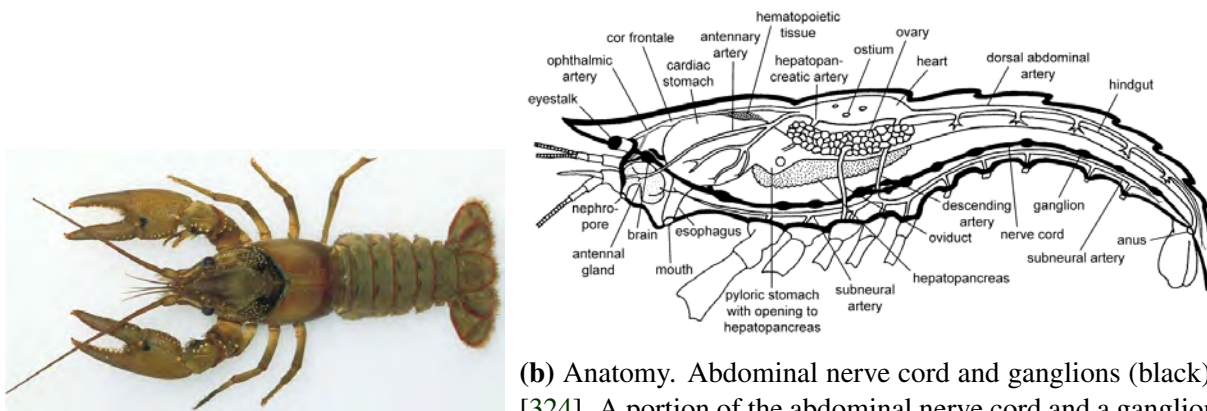 hematopoietic
tissue
ovary
cor frontale
antennary
artery
ostium
ophthalmic
artery
cardiac
stomach
hepatopan-
creatic artery
heart
dorsal abdominal
artery
hindgut
eyestalk
nephro-
pore
brain
esophagus
descending
artery
ganglion
antennal
gland
oviduct
nerve cord
anus
mouth
subneural artery
hepatopancreas
pyloric stomach
with opening to
hepatopancreas
subneural
artery
(b) Anatomy. Abdominal nerve cord and ganglions (black)
[324]. A portion of the abdominal nerve cord and a ganglion